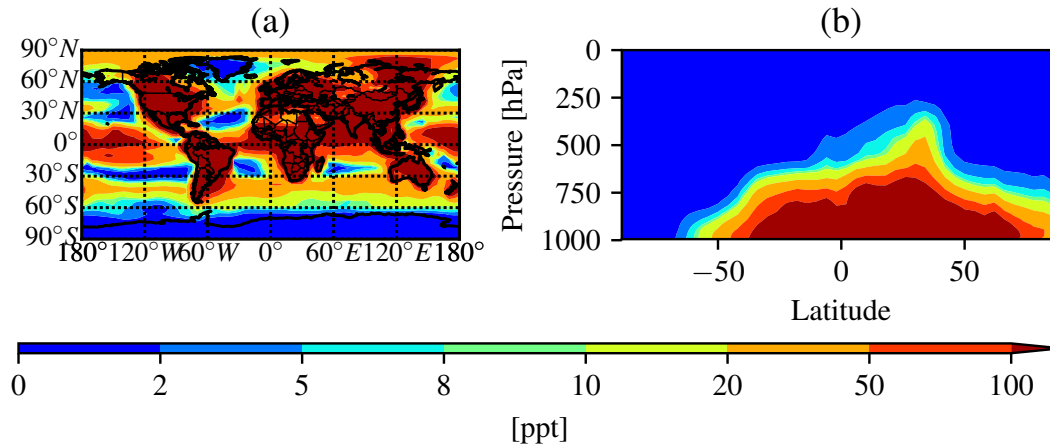 (a)
(b)
90°N
60°N
30°N
0°
30°S
60°S
90°S
180°120°W60°W 0° 60°E120°E180°
Pressure [hPa]
0
250
500
750
1000
−50 0 50
Latitude
0 2 5 8 10 20 50 100
[ppt]